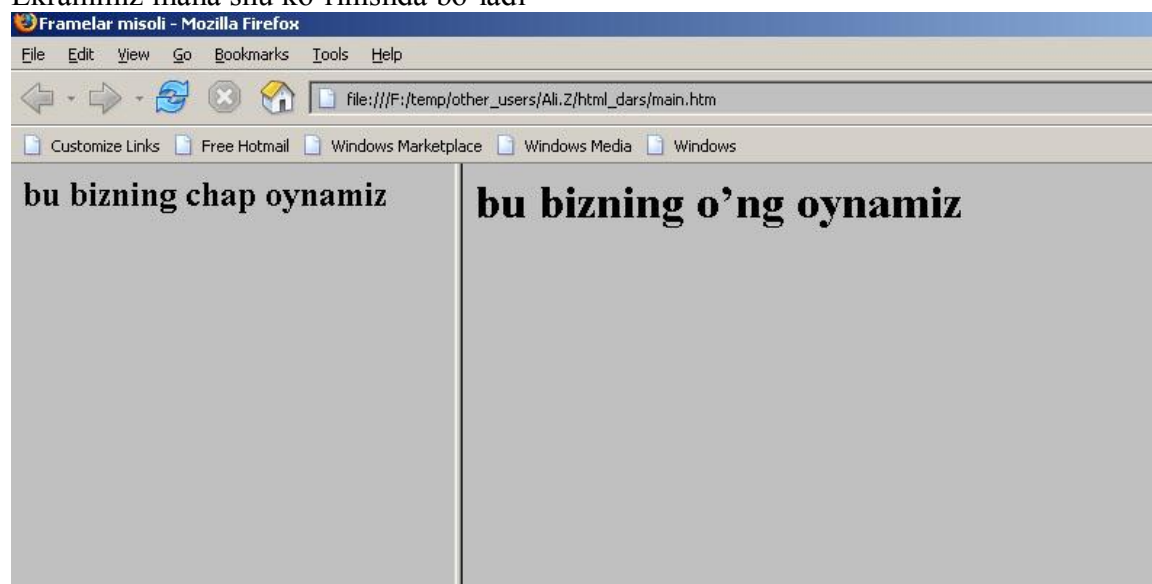 Ekranimiz mana shu ko‘rinishda bo‘ladi
Framelar misoli - Mozilla Firefox
File Edit View Go Bookmarks Tools Help
file:///F:/temp/other_users/Ali.Z/html_dars/main.htm
Customize Links Free Hotmail Windows Marketplace Windows Media Windows
bu bizning chap oynamiz
bu bizning o’ng oynamiz